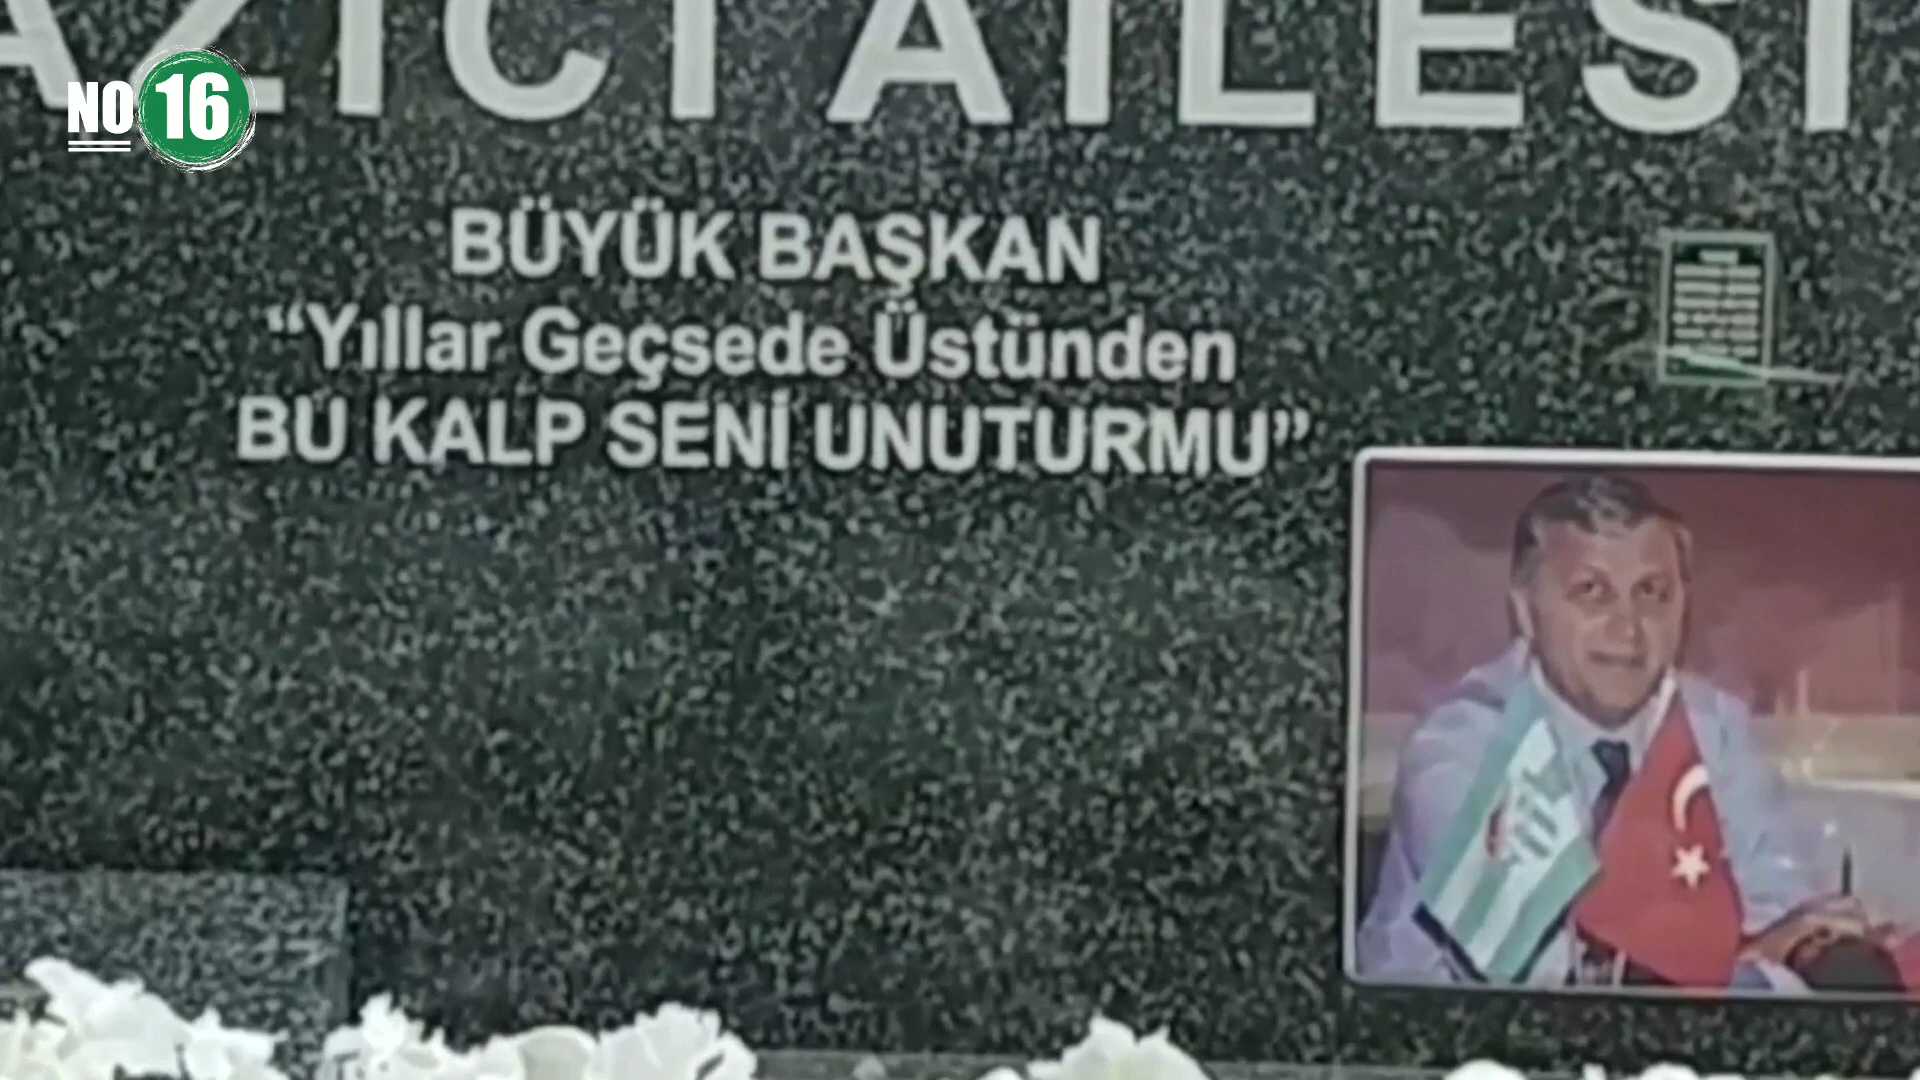 AZICI AİLESİ
NO 16
BÜYÜK BAŞKAN
“Yıllar Geçsede Üstünden
BU KALP SENİ UNUTURMU”